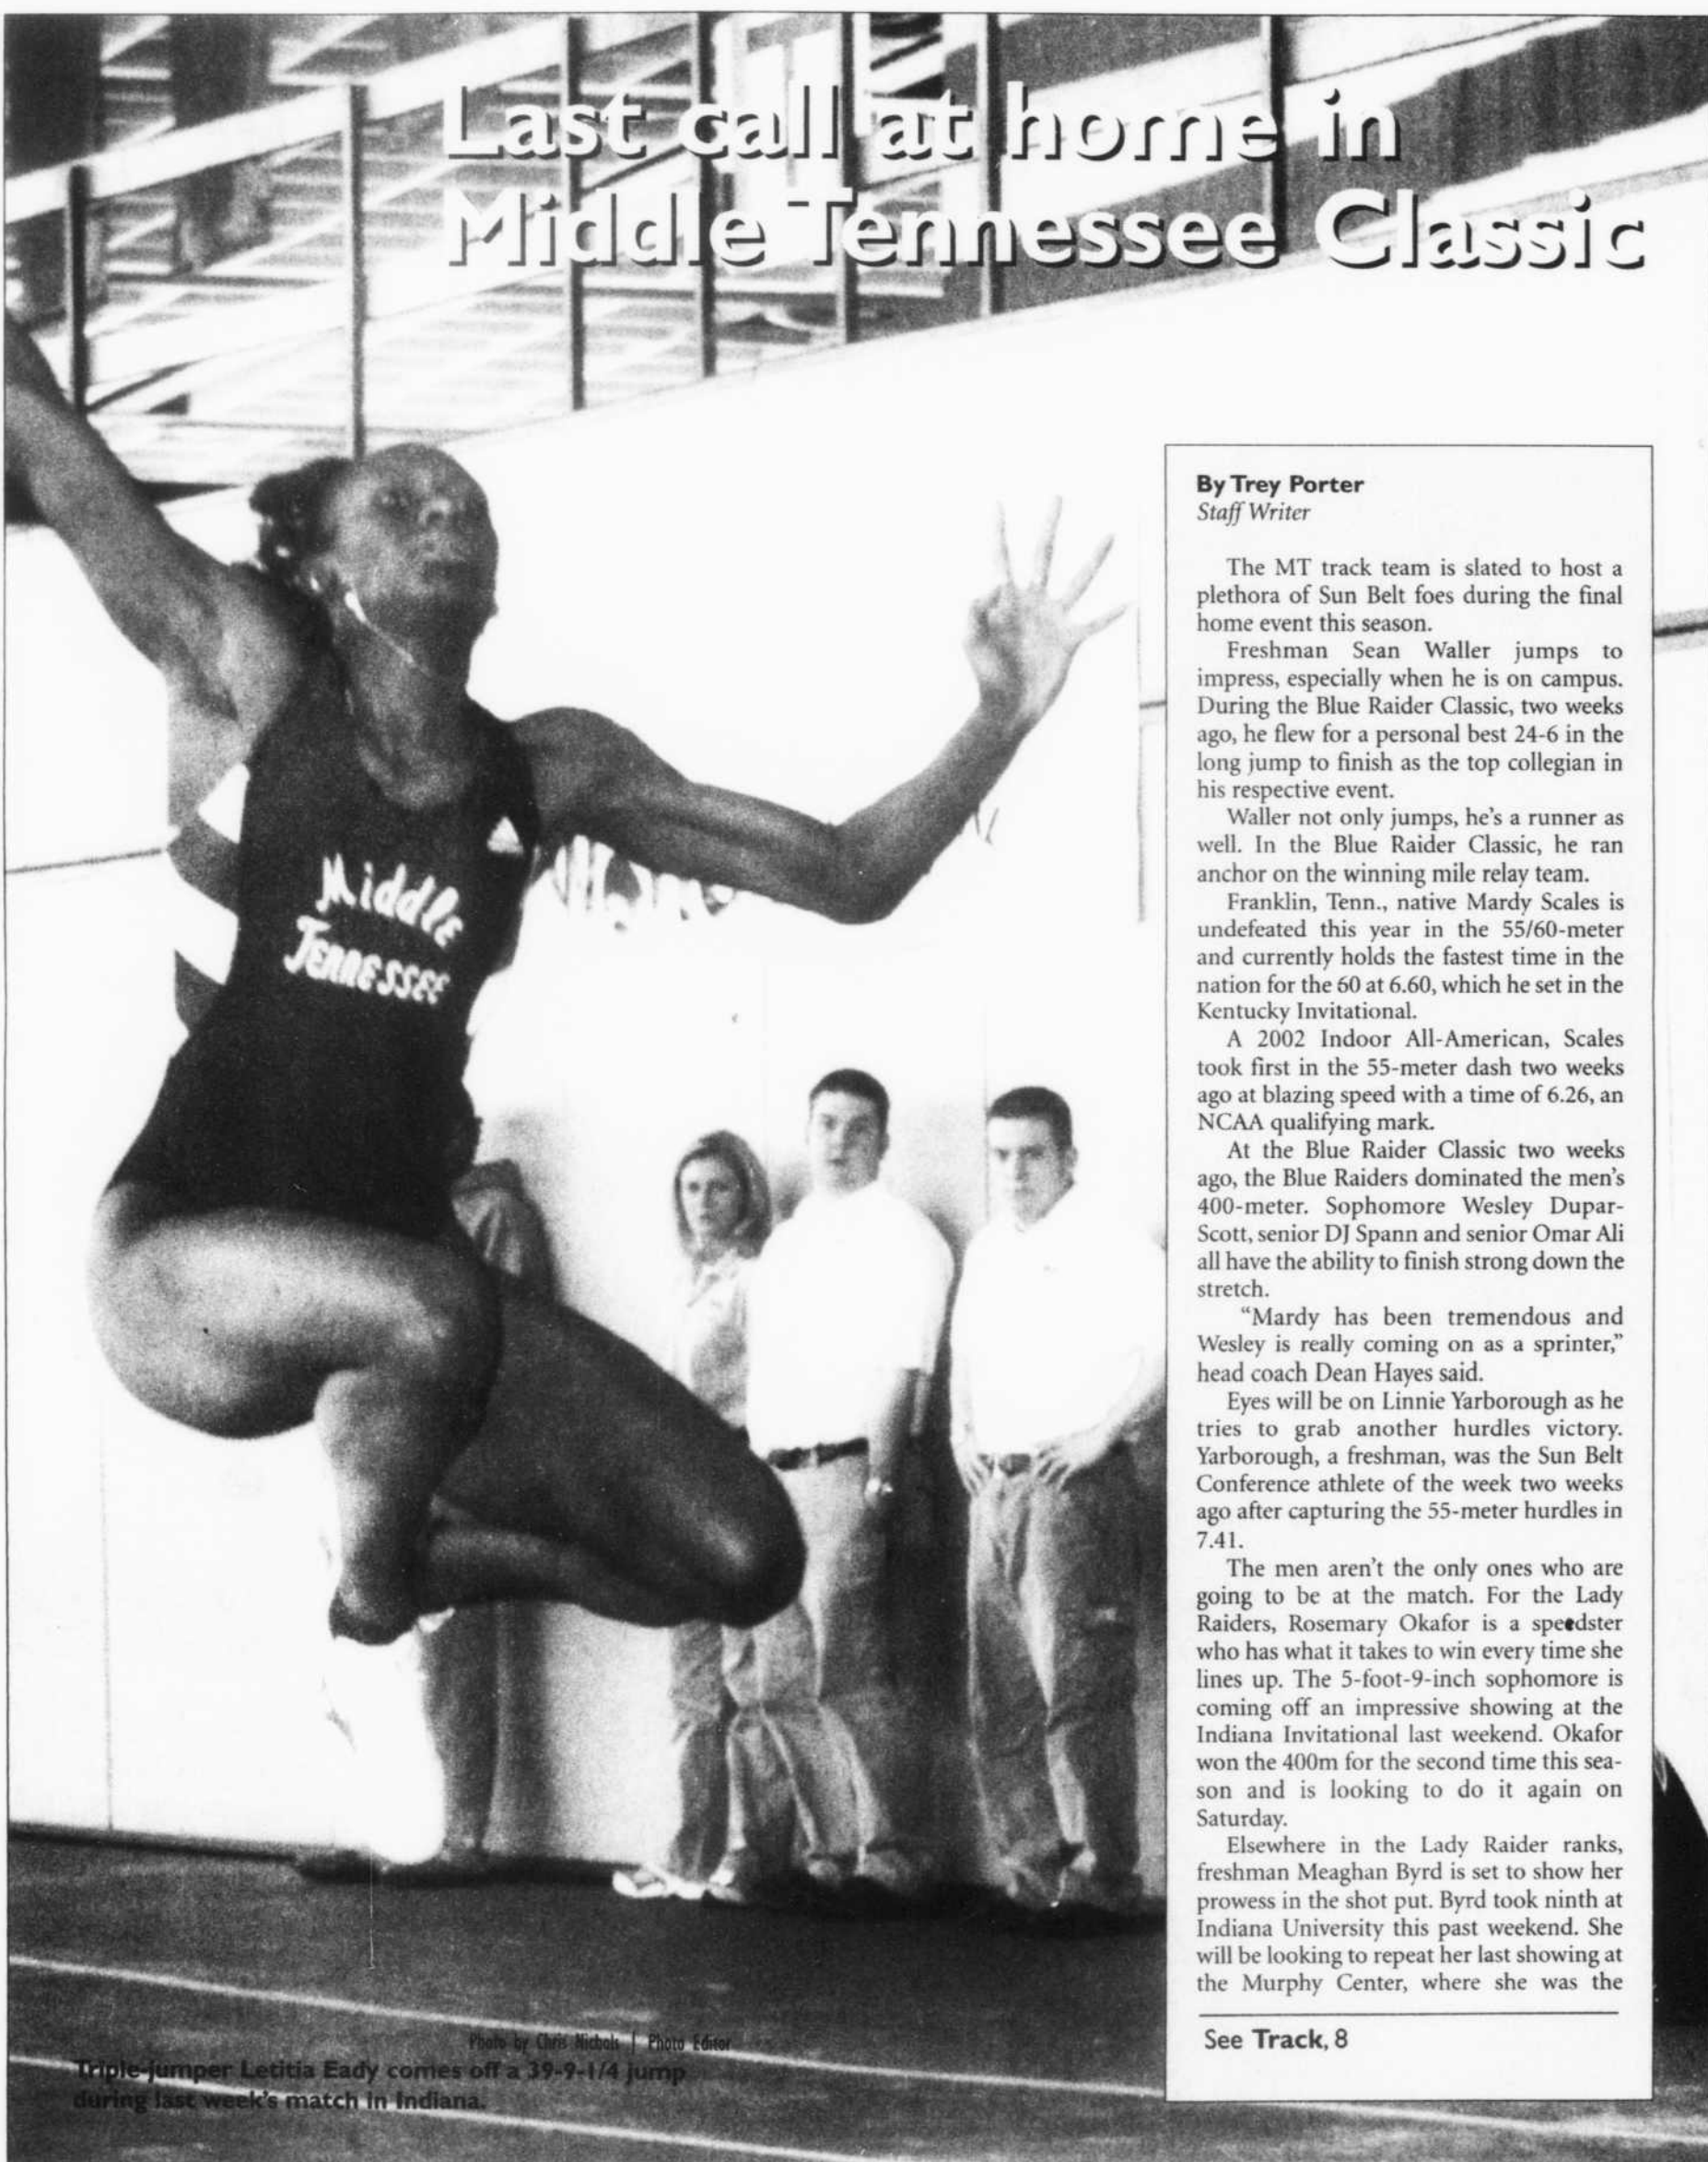 Last call at home in
Middle Tennessee Classic
Middle
Tennessee
By Trey Porter
Staff Writer
The MT track team is slated to host a
plethora of Sun Belt foes during the final
home event this season.
Freshman Sean Waller jumps to
impress, especially when he is on campus.
During the Blue Raider Classic, two weeks
ago, he flew for a personal best 24-6 in the
long jump to finish as the top collegian in
his respective event.
Waller not only jumps, he's a runner as
well. In the Blue Raider Classic, he ran
anchor on the winning mile relay team.
Franklin, Tenn., native Mardy Scales is
undefeated this year in the 55/60-meter
and currently holds the fastest time in the
nation for the 60 at 6.60, which he set in the
Kentucky Invitational.
A 2002 Indoor All-American, Scales
took first in the 55-meter dash two weeks
ago at blazing speed with a time of 6.26, an
NCAA qualifying mark.
At the Blue Raider Classic two weeks
ago, the Blue Raiders dominated the men's
400-meter. Sophomore Wesley Dupar-
Scott, senior DJ Spann and senior Omar Ali
all have the ability to finish strong down the
stretch.
“Mardy has been tremendous and
Wesley is really coming on as a sprinter,”
head coach Dean Hayes said.
Eyes will be on Linnie Yarborough as he
tries to grab another hurdles victory.
Yarborough, a freshman, was the Sun Belt
Conference athlete of the week two weeks
ago after capturing the 55-meter hurdles in
7.41.
The men aren't the only ones who are
going to be at the match. For the Lady
Raiders, Rosemary Okafor is a speedster
who has what it takes to win every time she
lines up. The 5-foot-9-inch sophomore is
coming off an impressive showing at the
Indiana Invitational last weekend. Okafor
won the 400m for the second time this sea-
son and is looking to do it again on
Saturday.
Elsewhere in the Lady Raider ranks,
freshman Meaghan Byrd is set to show her
prowess in the shot put. Byrd took ninth at
Indiana University this past weekend. She
will be looking to repeat her last showing at
the Murphy Center, where she was the
See Track, 8
Photo by Chris Nichols | Photo Editor
Triple-jumper Letitia Eady comes off a 39-9-1/4 jump
during last week's match in Indiana.